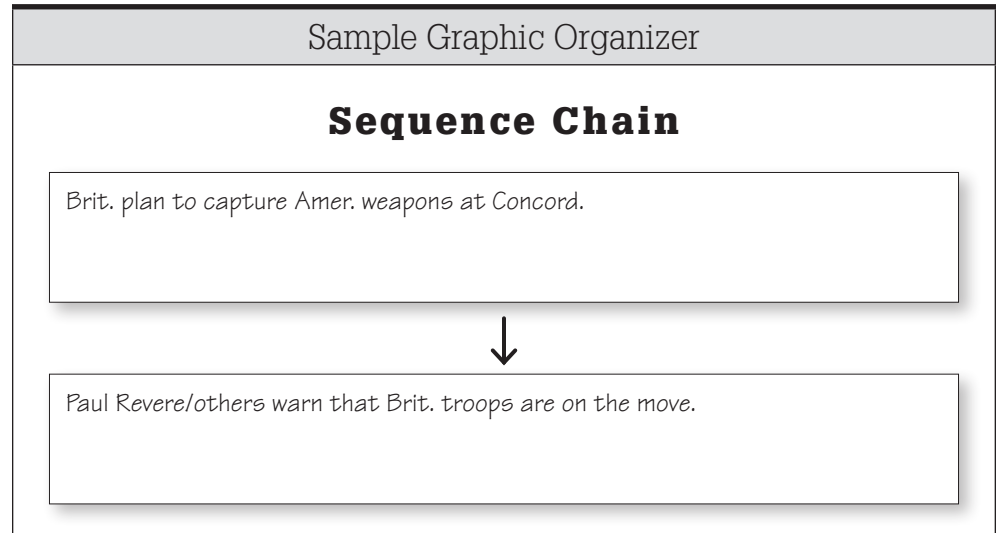 Sample Graphic Organizer
Sequence Chain
Brit. plan to capture Amer. weapons at Concord.
Paul Revere/others warn that Brit. troops are on the move.